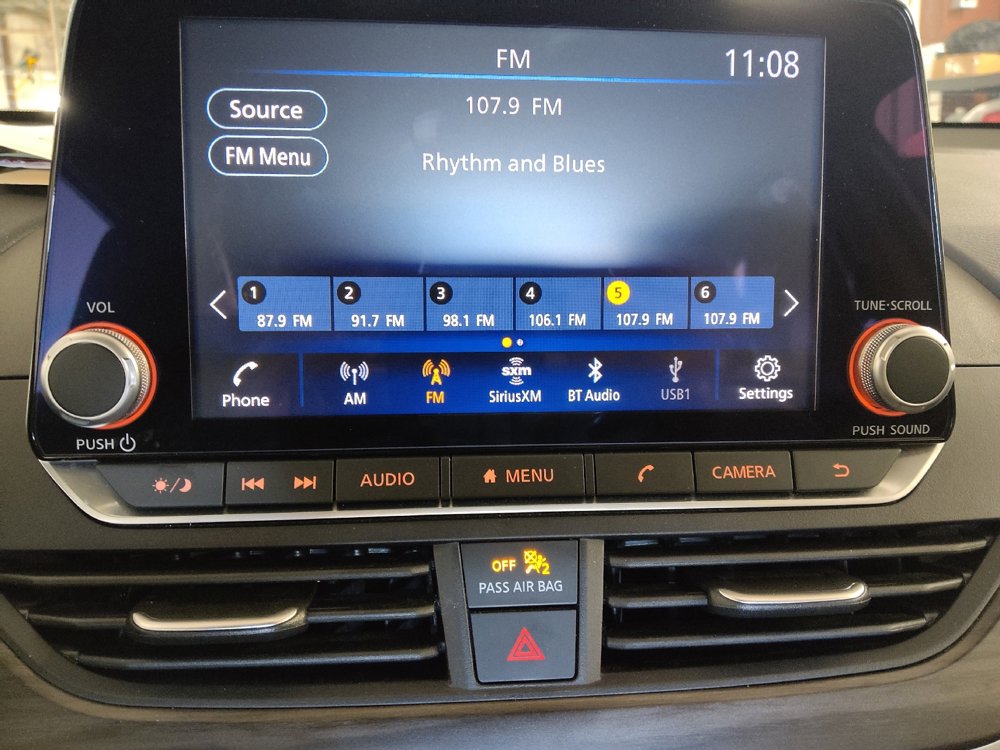 FM
11:08
Source
107.9 FM
FM Menu
Rhythm and Blues
1 2 3 4 5 6
87.9 FM 91.7 FM 98.1 FM 106.1 FM 107.9 FM 107.9 FM
VOL
TUNE·SCROLL
Phone
AM
FM
sxm
SiriusXM
BT Audio
USB1
Settings
PUSH
PUSH SOUND
AUDIO
MENU
CAMERA
OFF 2
PASS AIR BAG